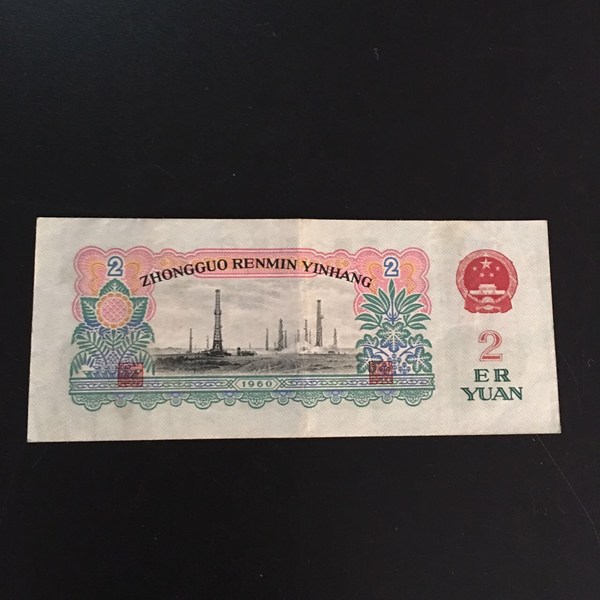 2 ZHONGGUO RENMIN YINHANG 2
1960
2
ER
YUAN